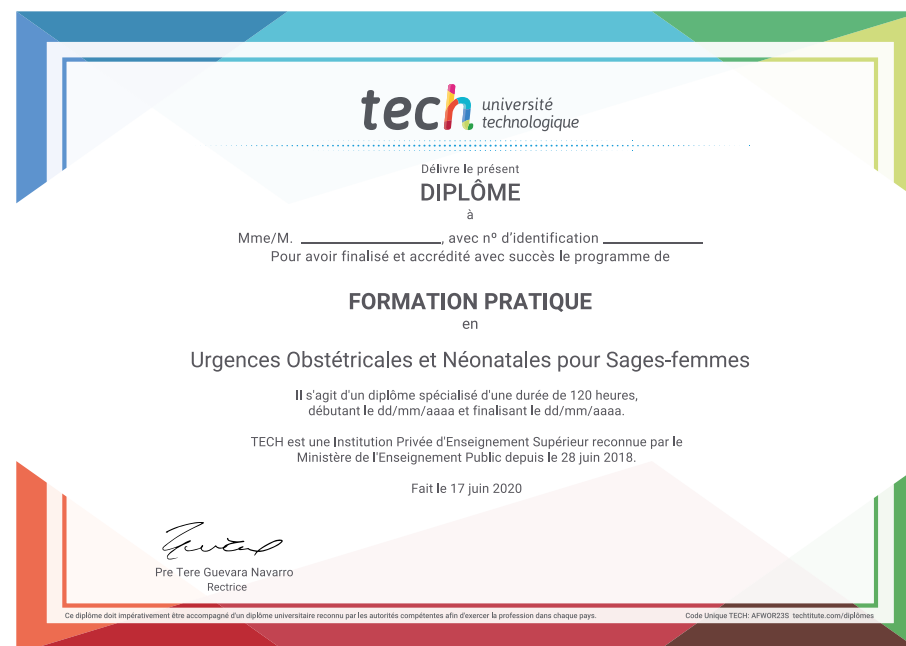 tech université
technologique
Délivre le présent
DIPLÔME
à
Mme/M. ____________________, avec nº d'identification ______________
Pour avoir finalisé et accrédité avec succès le programme de
FORMATION PRATIQUE
en
Urgences Obstétricales et Néonatales pour Sages-femmes
Il s'agit d'un diplôme spécialisé d'une durée de 120 heures,
débutant le dd/mm/aaaa et finalisant le dd/mm/aaaa.
TECH est une Institution Privée d'Enseignement Supérieur reconnue par le
Ministère de l'Enseignement Public depuis le 28 juin 2018.
Fait le 17 juin 2020
Pre Tere Guevara Navarro
Rectrice
Ce diplôme doit impérativement être accompagné d'un diplôme universitaire reconnu par les autorités compétentes afin d'exercer la profession dans chaque pays.
Code Unique TECH: AFWOR23S techtitute.com/diplômes